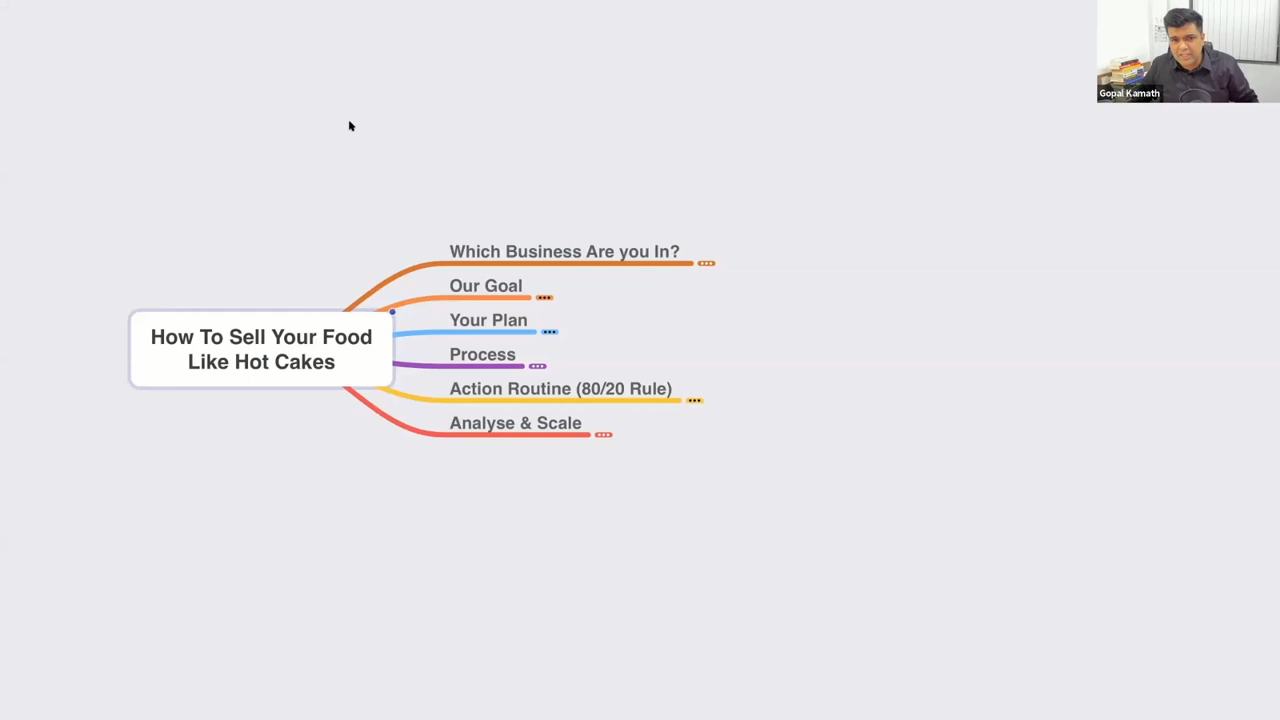 Gopal Kamath
Which Business Are you In?
Our Goal
Your Plan
How To Sell Your Food
Like Hot Cakes
Process
Action Routine (80/20 Rule)
Analyse & Scale